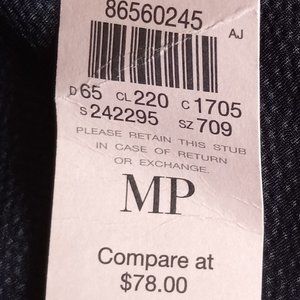 86560245
AJ
D65 CL220 C1705
S242295 SZ709
PLEASE RETAIN THIS STUB
IN CASE OF RETURN
OR EXCHANGE.
MP
Compare at
$78.00